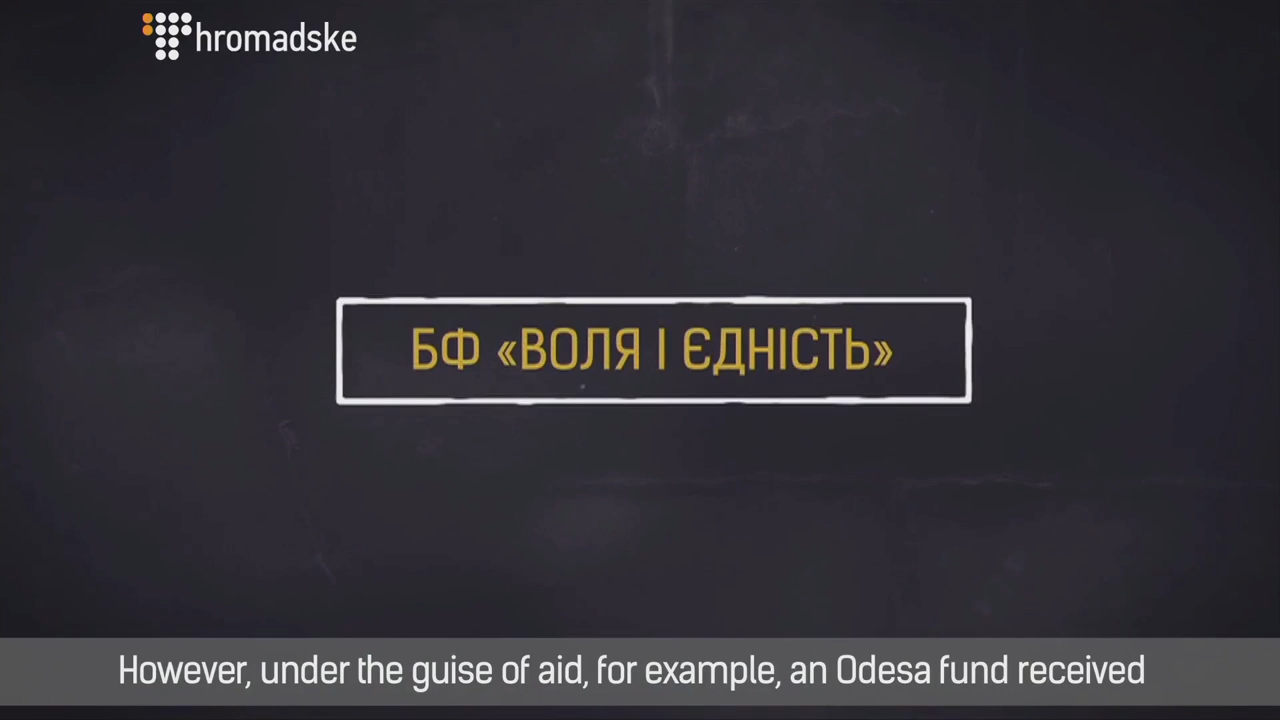 hromadske
БФ «ВОЛЯ І ЄДНІСТЬ»
However, under the guise of aid, for example, an Odesa fund received